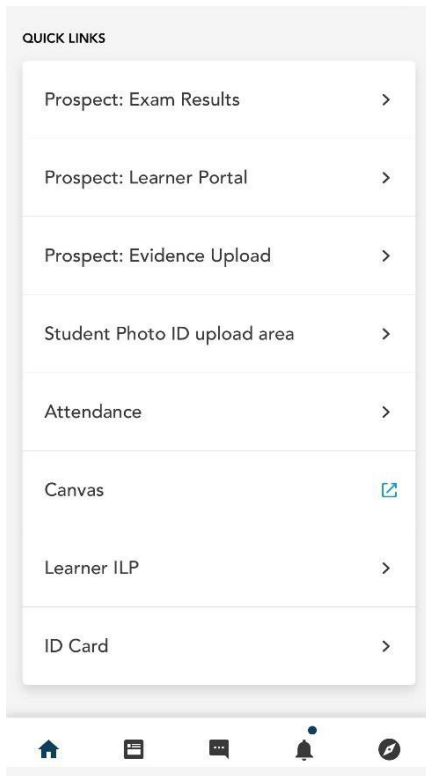 QUICK LINKS
Prospect: Exam Results
Prospect: Learner Portal
Prospect: Evidence Upload
Student Photo ID upload area
Attendance
Canvas
Learner ILP
ID Card